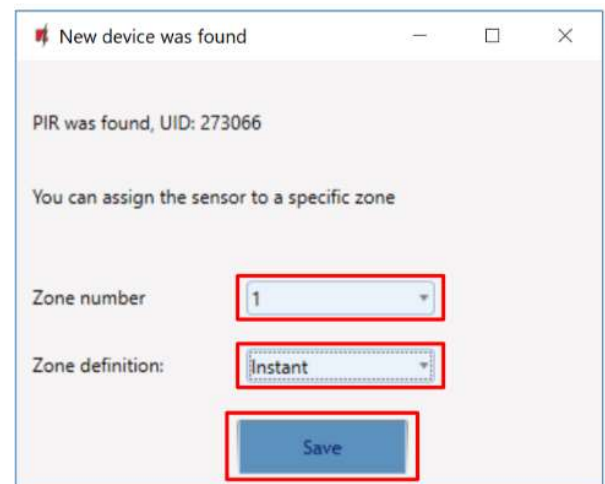 New device was found
PIR was found, UID: 273066
You can assign the sensor to a specific zone
Zone number 1
Zone definition: Instant
Save